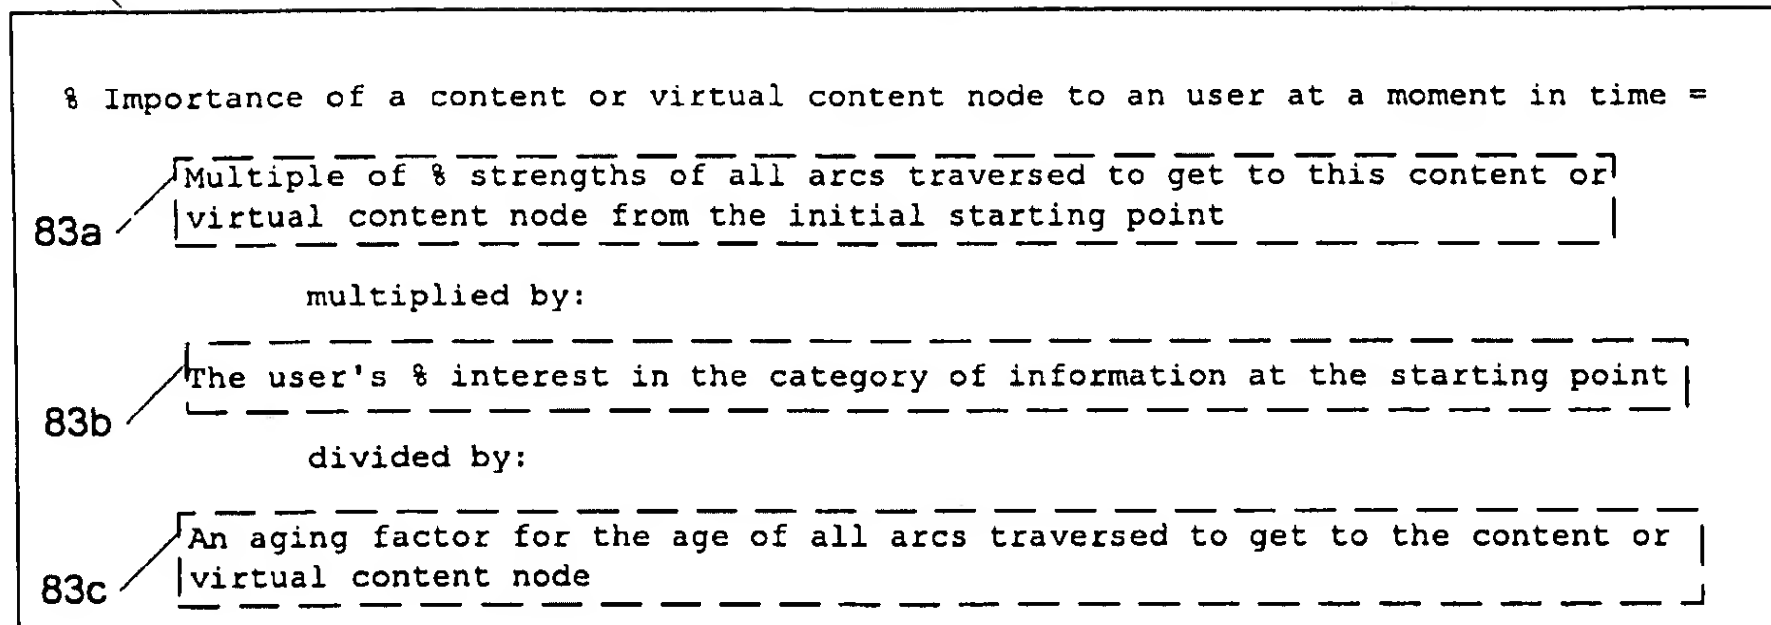 % Importance of a content or virtual content node to an user at a moment in time =
Multiple of % strengths of all arcs traversed to get to this content or
virtual content node from the initial starting point
83a
multiplied by:
The user's % interest in the category of information at the starting point
83b
divided by:
An aging factor for the age of all arcs traversed to get to the content or
virtual content node
83c